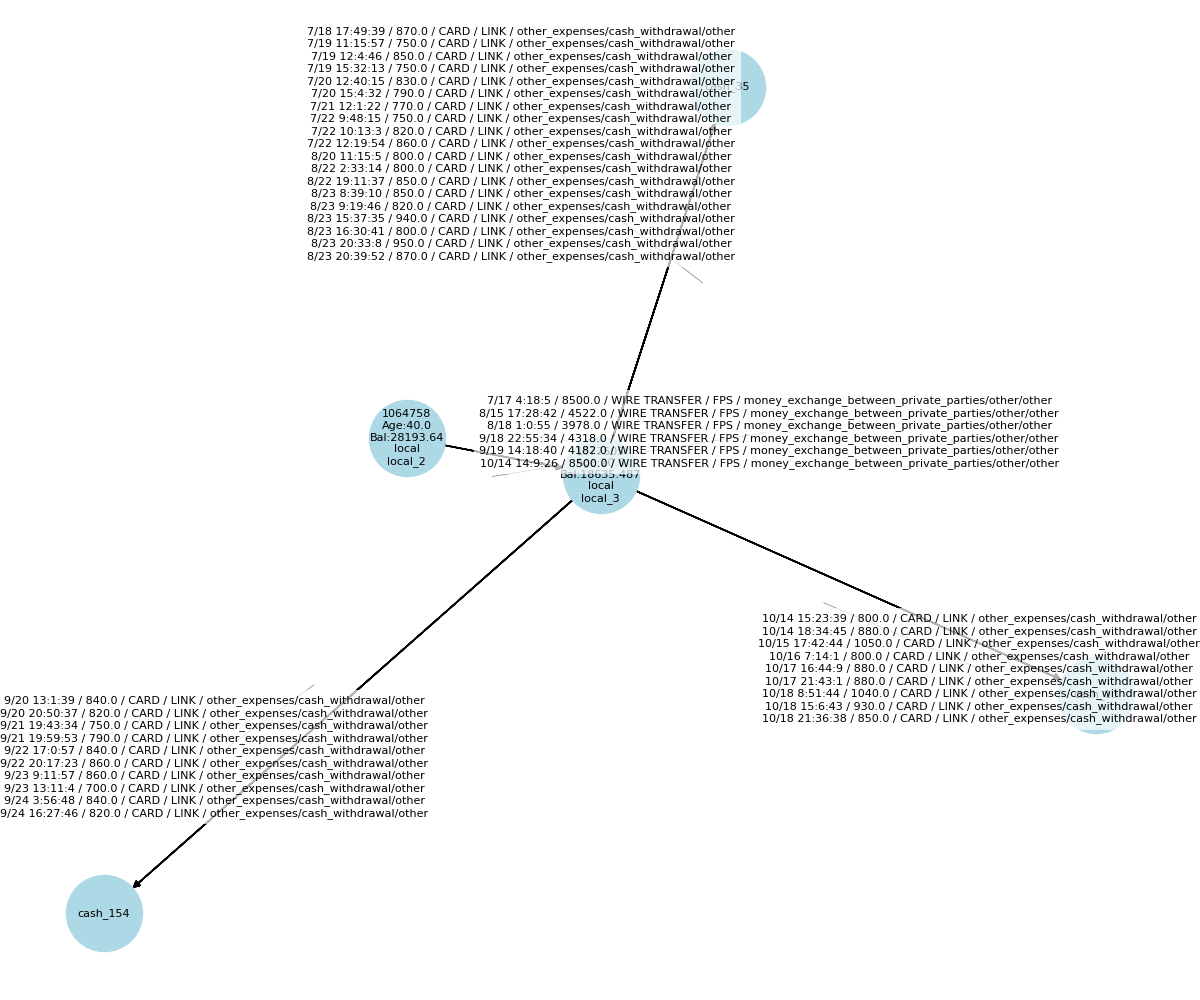 7/18 17:49:39 / 870.0 / CARD / LINK / other_expenses/cash_withdrawal/other
7/19 11:15:57 / 750.0 / CARD / LINK / other_expenses/cash_withdrawal/other
7/19 12:4:46 / 850.0 / CARD / LINK / other_expenses/cash_withdrawal/other
7/19 15:32:13 / 750.0 / CARD / LINK / other_expenses/cash_withdrawal/other
7/20 12:40:15 / 830.0 / CARD / LINK / other_expenses/cash_withdrawal/other
7/20 15:4:32 / 790.0 / CARD / LINK / other_expenses/cash_withdrawal/other
7/21 12:1:22 / 770.0 / CARD / LINK / other_expenses/cash_withdrawal/other
7/22 9:48:15 / 750.0 / CARD / LINK / other_expenses/cash_withdrawal/other
7/22 10:13:3 / 820.0 / CARD / LINK / other_expenses/cash_withdrawal/other
7/22 12:19:54 / 860.0 / CARD / LINK / other_expenses/cash_withdrawal/other
8/20 11:15:5 / 800.0 / CARD / LINK / other_expenses/cash_withdrawal/other
8/22 2:33:14 / 800.0 / CARD / LINK / other_expenses/cash_withdrawal/other
8/22 19:11:37 / 850.0 / CARD / LINK / other_expenses/cash_withdrawal/other
8/23 8:39:10 / 850.0 / CARD / LINK / other_expenses/cash_withdrawal/other
8/23 9:19:46 / 820.0 / CARD / LINK / other_expenses/cash_withdrawal/other
8/23 15:37:35 / 940.0 / CARD / LINK / other_expenses/cash_withdrawal/other
8/23 16:30:41 / 800.0 / CARD / LINK / other_expenses/cash_withdrawal/other
8/23 20:33:8 / 950.0 / CARD / LINK / other_expenses/cash_withdrawal/other
8/23 20:39:52 / 870.0 / CARD / LINK / other_expenses/cash_withdrawal/other
1064758
Age:40.0
Bal:28193.64
local
local_2
7/17 4:18:5 / 8500.0 / WIRE TRANSFER / FPS / money_exchange_between_private_parties/other/other
8/15 17:28:42 / 4522.0 / WIRE TRANSFER / FPS / money_exchange_between_private_parties/other/other
8/18 1:0:55 / 3978.0 / WIRE TRANSFER / FPS / money_exchange_between_private_parties/other/other
9/18 22:55:34 / 4318.0 / WIRE TRANSFER / FPS / money_exchange_between_private_parties/other/other
9/19 14:18:40 / 4182.0 / WIRE TRANSFER / FPS / money_exchange_between_private_parties/other/other
10/14 14:9:26 / 8500.0 / WIRE TRANSFER / FPS / money_exchange_between_private_parties/other/other
Bal:18635.487
local
local_3
10/14 15:23:39 / 800.0 / CARD / LINK / other_expenses/cash_withdrawal/other
10/14 18:34:45 / 880.0 / CARD / LINK / other_expenses/cash_withdrawal/other
10/15 17:42:44 / 1050.0 / CARD / LINK / other_expenses/cash_withdrawal/other
10/16 7:14:1 / 800.0 / CARD / LINK / other_expenses/cash_withdrawal/other
10/17 16:44:9 / 880.0 / CARD / LINK / other_expenses/cash_withdrawal/other
10/17 21:43:1 / 880.0 / CARD / LINK / other_expenses/cash_withdrawal/other
10/18 8:51:44 / 1040.0 / CARD / LINK / other_expenses/cash_withdrawal/other
10/18 15:6:43 / 930.0 / CARD / LINK / other_expenses/cash_withdrawal/other
10/18 21:36:38 / 850.0 / CARD / LINK / other_expenses/cash_withdrawal/other
9/20 13:1:39 / 840.0 / CARD / LINK / other_expenses/cash_withdrawal/other
9/20 20:50:37 / 820.0 / CARD / LINK / other_expenses/cash_withdrawal/other
9/21 19:43:34 / 750.0 / CARD / LINK / other_expenses/cash_withdrawal/other
9/21 19:59:53 / 790.0 / CARD / LINK / other_expenses/cash_withdrawal/other
9/22 17:0:57 / 840.0 / CARD / LINK / other_expenses/cash_withdrawal/other
9/22 20:17:23 / 860.0 / CARD / LINK / other_expenses/cash_withdrawal/other
9/23 9:11:57 / 860.0 / CARD / LINK / other_expenses/cash_withdrawal/other
9/23 13:11:4 / 700.0 / CARD / LINK / other_expenses/cash_withdrawal/other
9/24 3:56:48 / 840.0 / CARD / LINK / other_expenses/cash_withdrawal/other
9/24 16:27:46 / 820.0 / CARD / LINK / other_expenses/cash_withdrawal/other
cash_154